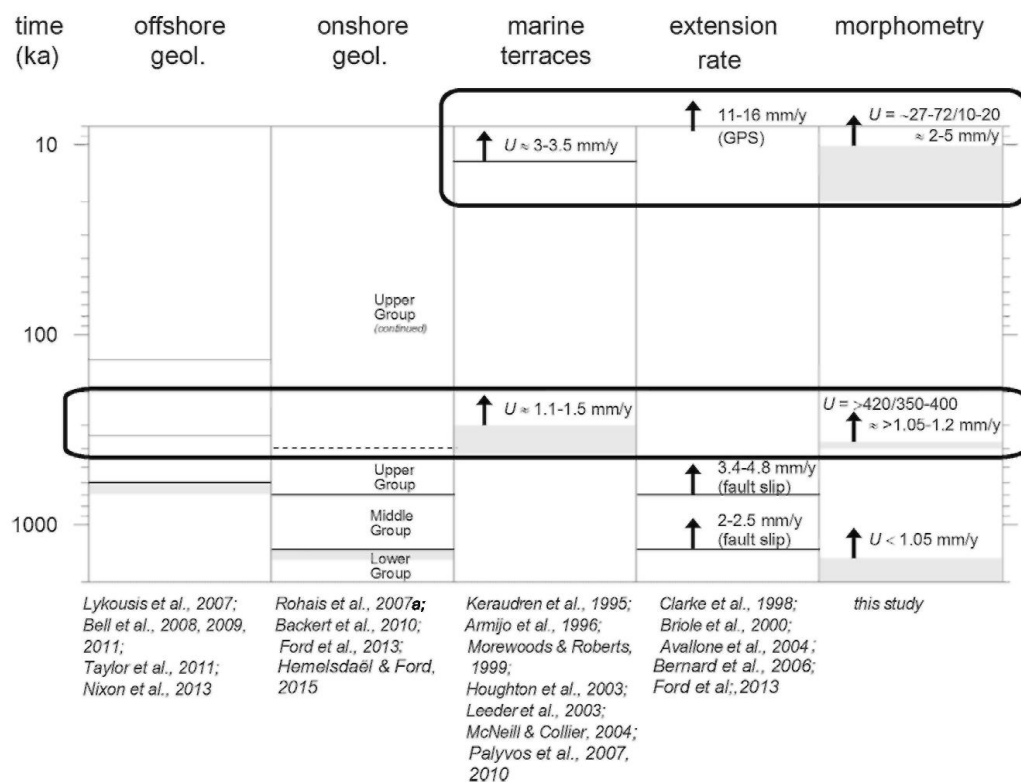 time
(ka)
offshore
geol.
onshore
geol.
marine
terraces
extension
rate
morphometry
10
100
1000
Upper
Group
(continued)
Upper
Group
Middle
Group
Lower
Group
U ≈ 3-3.5 mm/y
U ≈ 1.1-1.5 mm/y
11-16 mm/y
(GPS)
3.4-4.8 mm/y
(fault slip)
2-2.5 mm/y
(fault slip)
U = ~27-72/10-20
≈ 2-5 mm/y
U = >420/350-400
≈ >1.05-1.2 mm/y
U < 1.05 mm/y
Lykousis et al., 2007;
Bell et al., 2008, 2009,
2011;
Taylor et al., 2011;
Nixon et al., 2013
Rohais et al., 2007a;
Backert et al., 2010;
Ford et al., 2013;
Hemelsdaël & Ford,
2015
Keraudren et al., 1995;
Armijo et al., 1996;
Morewoods & Roberts,
1999;
Houghton et al., 2003;
Leeder et al., 2003;
McNeill & Collier, 2004;
Palyvos et al., 2007,
2010
Clarke et al., 1998;
Briole et al., 2000;
Avallone et al., 2004;
Bernard et al., 2006;
Ford et al;,2013
this study